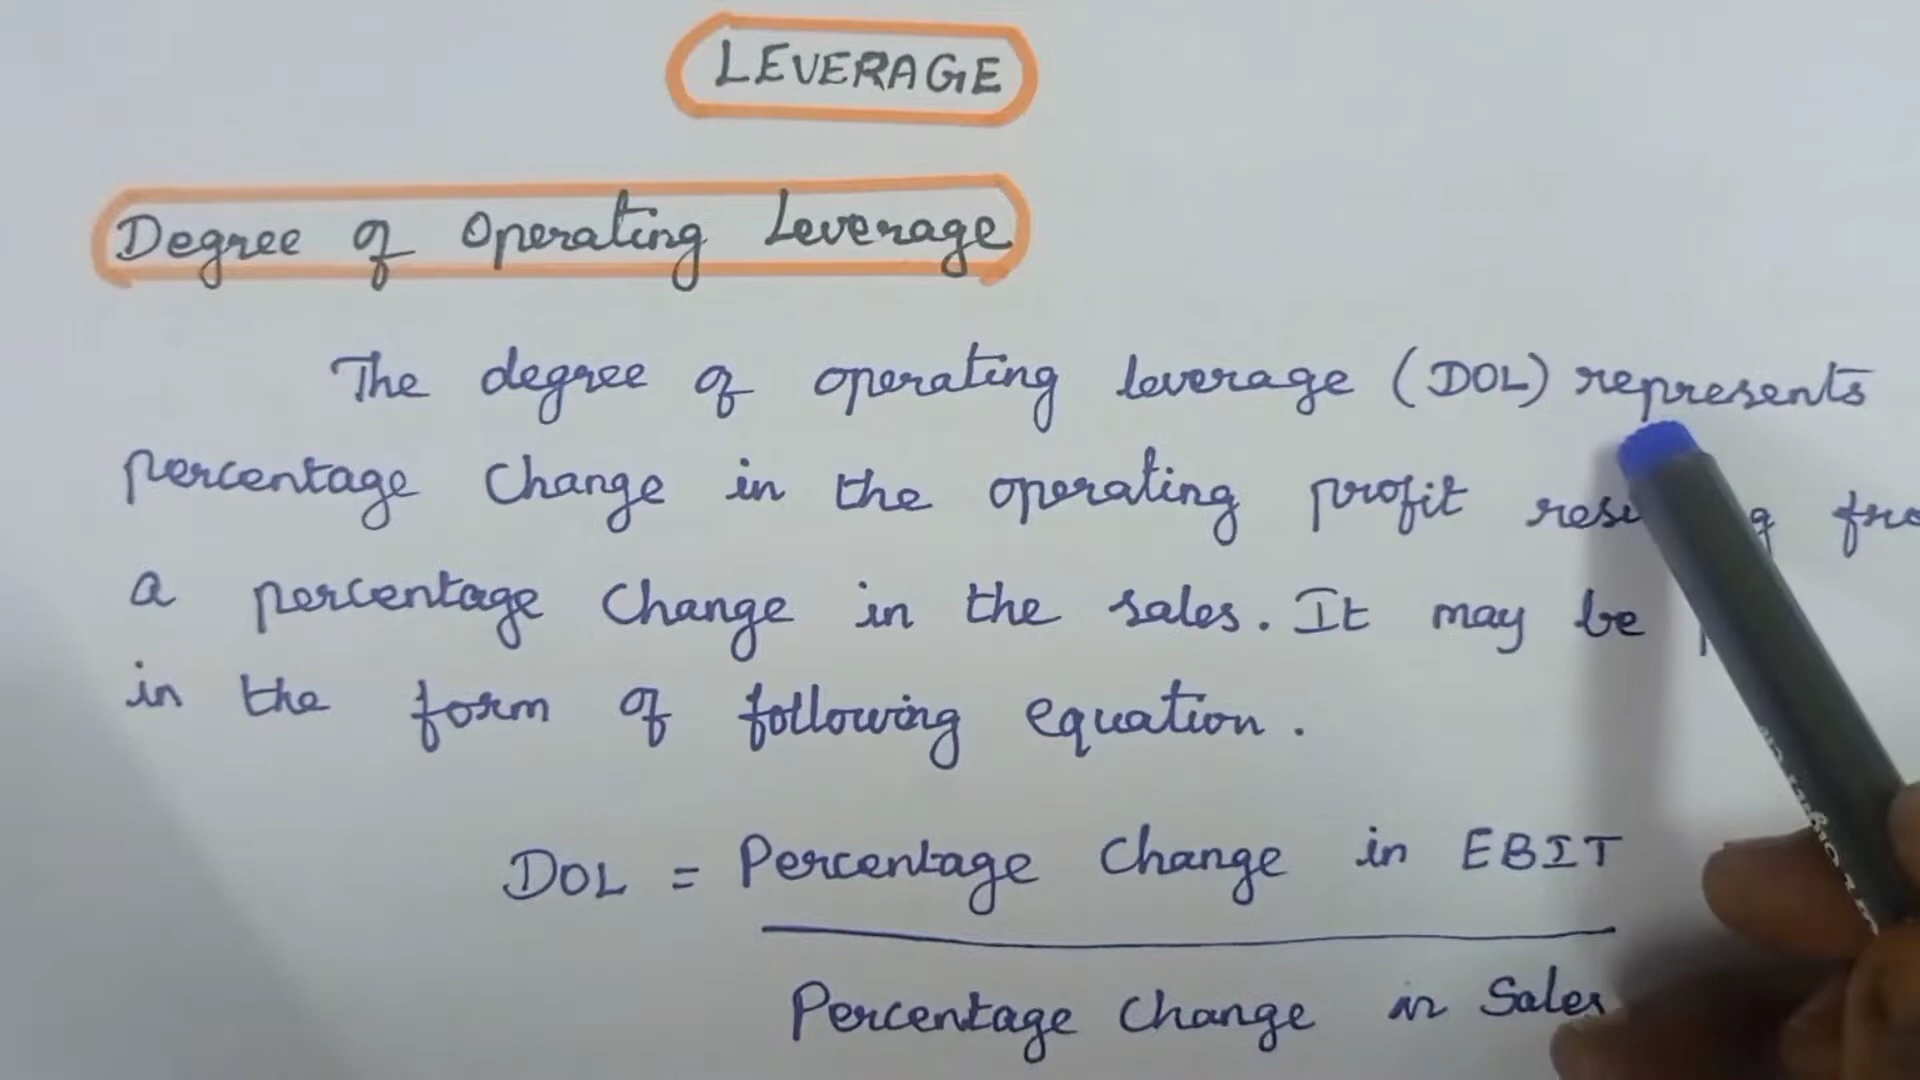 LEVERAGE
Degree of Operating Leverage
The degree of operating leverage (DOL) represents
percentage change in the operating profit
a percentage change in the sales. It may be
in the form of following equation.
DOL = Percentage Change in EBIT
Percentage Change in Sales